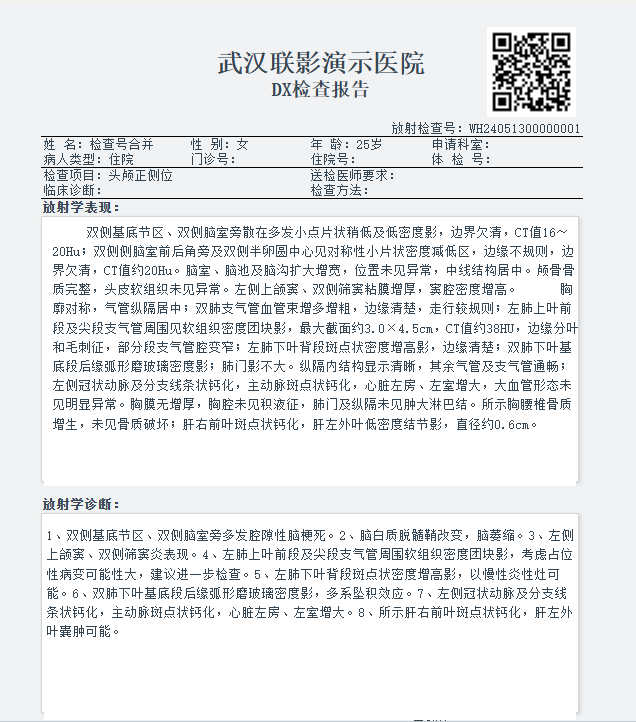 武汉联影演示医院
DX检查报告
放射检查号：WH24051300000001
姓 名：检查号合并 性 别：女 年 龄：25岁 申请科室：
病人类型：住院 门诊号： 住院号： 体 检 号：
检查项目：头颅正侧位 送检医师要求：
临床诊断： 检查方法：
放射学表现：
双侧基底节区、双侧脑室旁散在多发小点片状稍低及低密度影，边界欠清，CT值16～
20Hu；双侧侧脑室前后角旁及双侧半卵圆中心见对称性小片状密度减低区，边缘不规则，边
界欠清，CT值约20Hu。脑室、脑池及脑沟扩大增宽，位置未见异常，中线结构居中。颅骨骨
质完整，头皮软组织未见异常。左侧上颌窦、双侧筛窦粘膜增厚，窦腔密度增高。 胸
廓对称，气管纵隔居中；双肺支气管血管束增多增粗，边缘清楚，走行较规则；左肺上叶前
段及尖段支气管周围见软组织密度团块影，最大截面约3.0×4.5cm，CT值约38HU，边缘分叶
和毛刺征，部分段支气管腔变窄；左肺下叶背段斑点状密度增高影，边缘清楚；双肺下叶基
底段后缘弧形磨玻璃密度影；肺门影不大。纵隔内结构显示清晰，其余气管及支气管通畅；
左侧冠状动脉及分支线条状钙化，主动脉斑点状钙化，心脏左房、左室增大，大血管形态未
见明显异常。胸膜无增厚，胸腔未见积液征，肺门及纵隔未见肿大淋巴结。所示胸腰椎骨质
增生，未见骨质破坏；肝右前叶斑点状钙化，肝左外叶低密度结节影，直径约0.6cm。
放射学诊断：
1、双侧基底节区、双侧脑室旁多发腔隙性脑梗死。2、脑白质脱髓鞘改变，脑萎缩。3、左侧
上颌窦、双侧筛窦炎表现。4、左肺上叶前段及尖段支气管周围软组织密度团块影，考虑占位
性病变可能性大，建议进一步检查。5、左肺下叶背段斑点状密度增高影，以慢性炎性灶可
能。6、双肺下叶基底段后缘弧形磨玻璃密度影，多系坠积效应。7、左侧冠状动脉及分支线
条状钙化，主动脉斑点状钙化，心脏左房、左室增大。8、所示肝右前叶斑点状钙化，肝左外
叶囊肿可能。